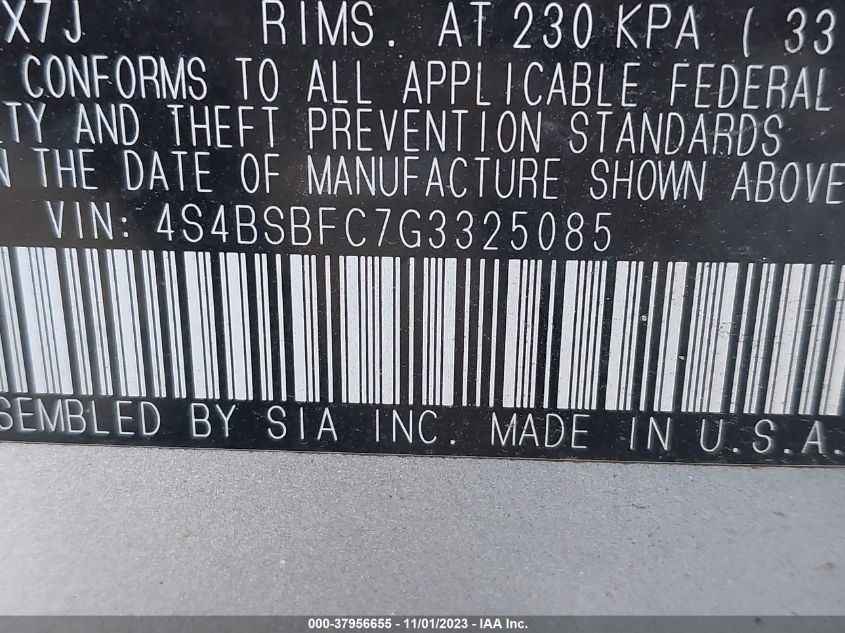 X7J RIMS. AT 230 KPA ( 33
CONFORMS TO ALL APPLICABLE FEDERAL
TY AND THEFT PREVENTION STANDARDS
N THE DATE OF MANUFACTURE SHOWN ABOVE
VIN: 4S4BSBFC7G3325085
SEMBLED BY SIA INC. MADE IN U.S.A.
000-37956655 - 11/01/2023 - IAA Inc.